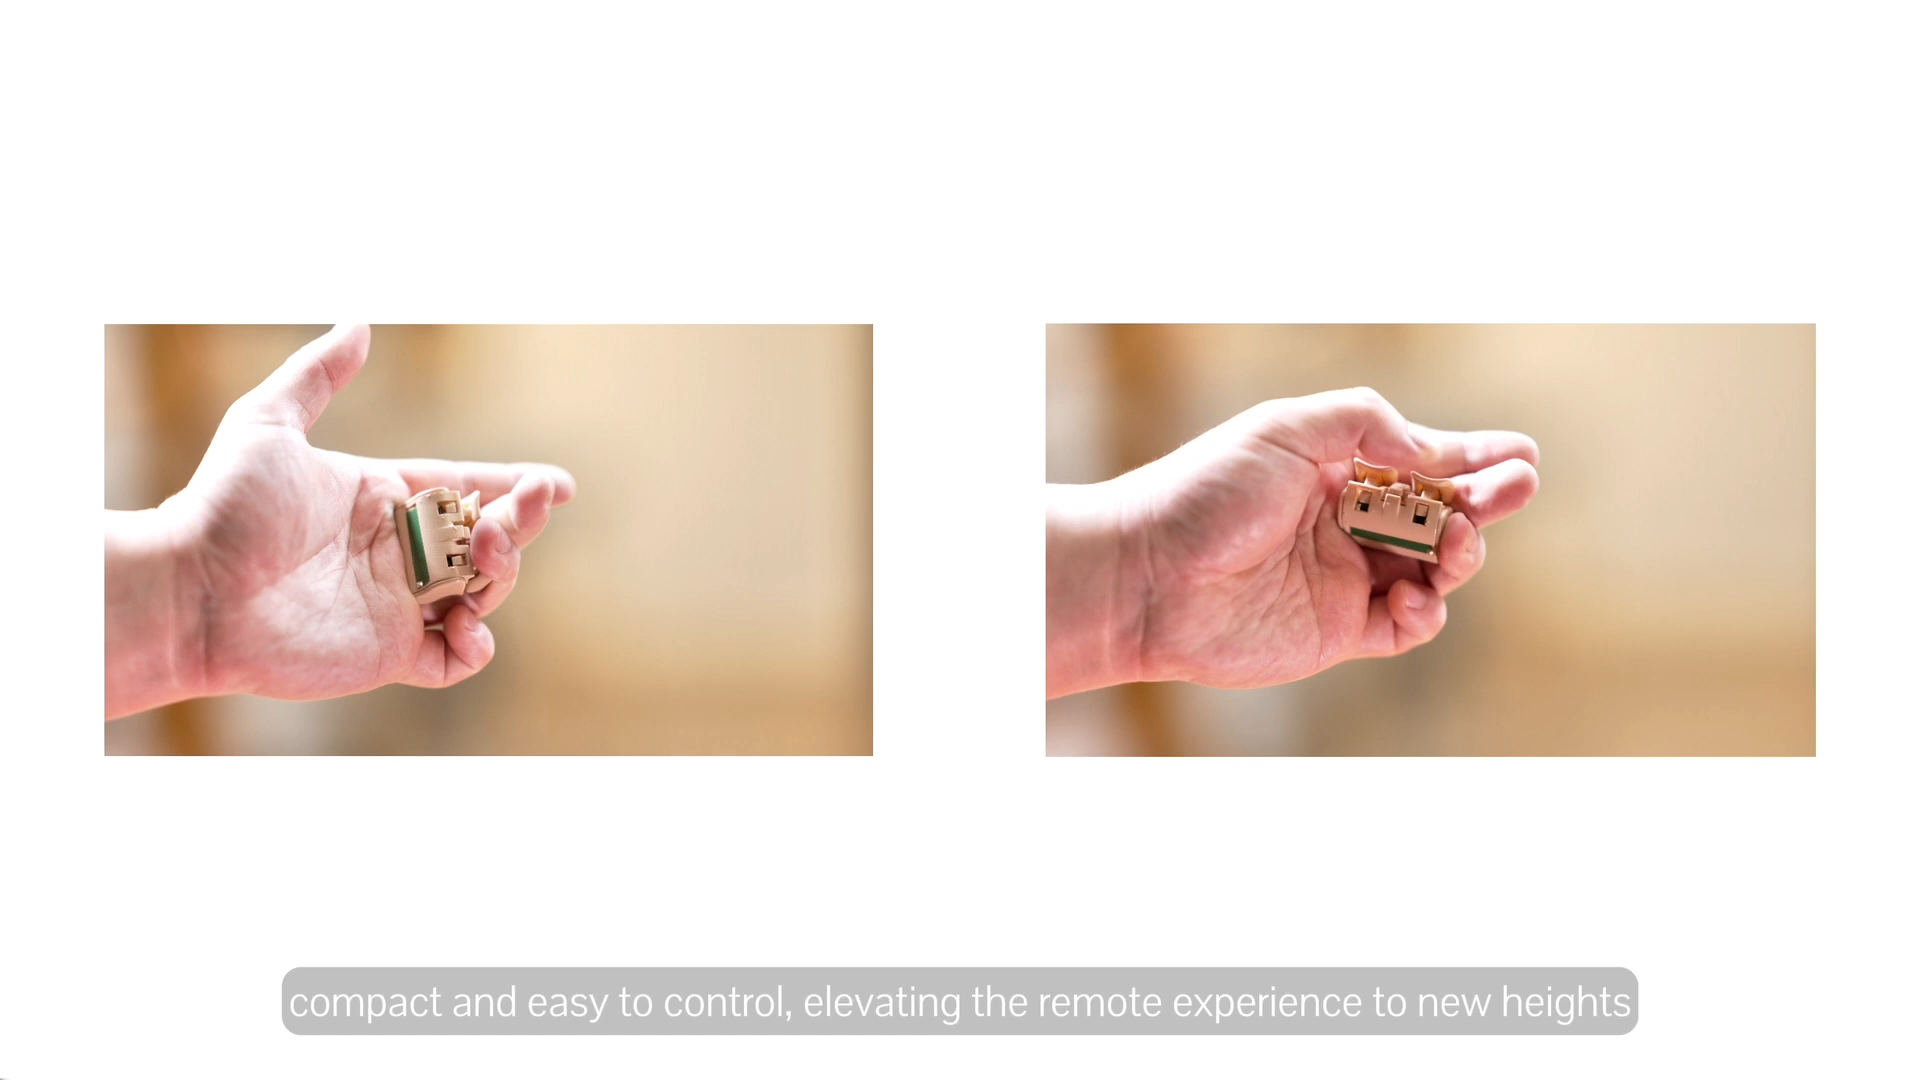 compact and easy to control, elevating the remote experience to new heights